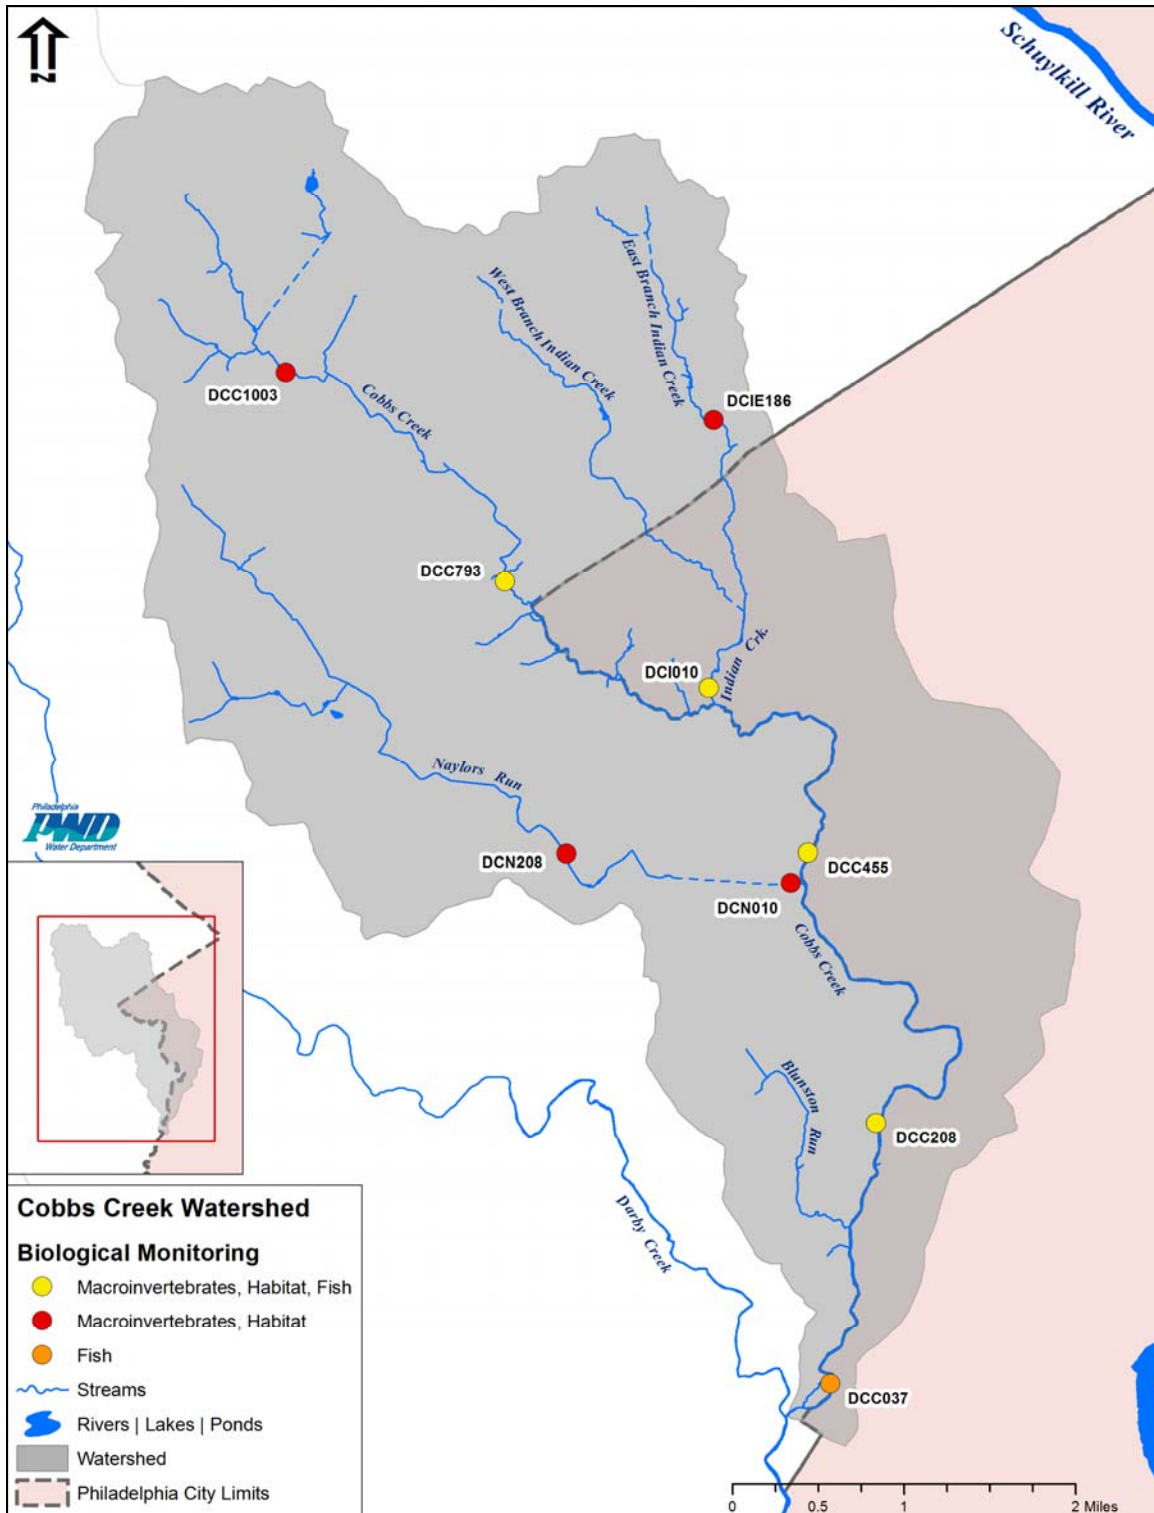 N
Schuylkill River
East Branch Indian Creek
West Branch Indian Creek
DCC1003
Cobbs Creek
DCIE186
DCC793
DCI010
Indian Crk.
Naylors Run
Philadelphia
PWD
Water Department
DCN208
DCC455
DCN010
Cobbs Creek
Blunston Run
DCC208
Darby Creek
DCC037
Cobbs Creek Watershed
Biological Monitoring
Macroinvertebrates, Habitat, Fish
Macroinvertebrates, Habitat
Fish
Streams
Rivers | Lakes | Ponds
Watershed
Philadelphia City Limits
0 0.5 1 2 Miles